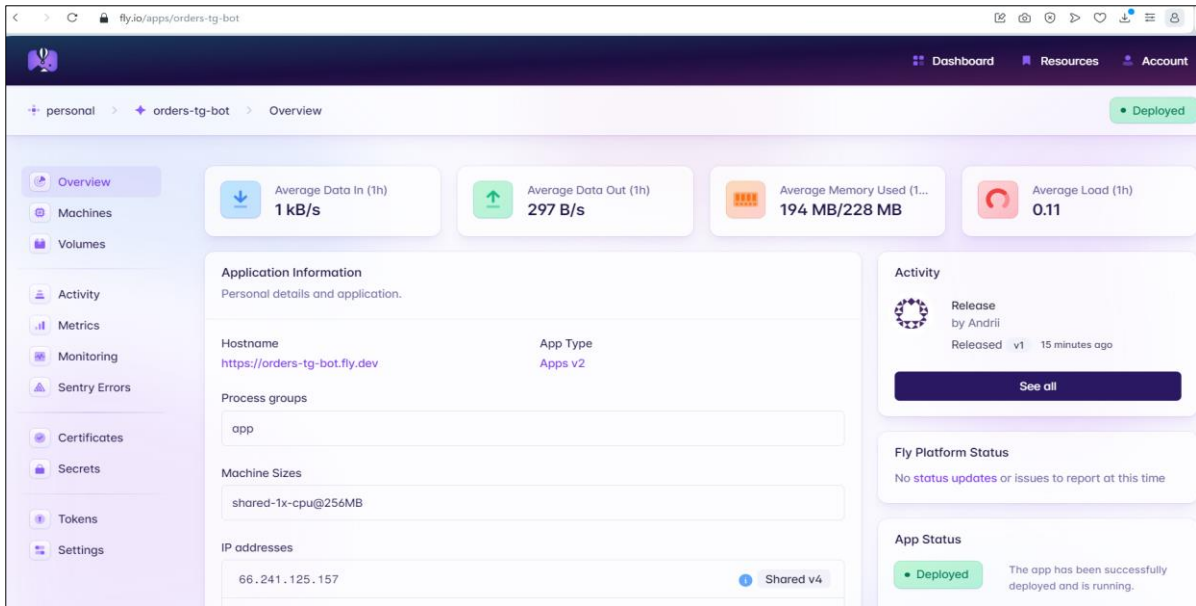 fly.io/apps/orders-tg-bot
Dashboard
Resources
Account
personal > orders-tg-bot > Overview
Deployed
Overview
Machines
Volumes
Activity
Metrics
Monitoring
Sentry Errors
Certificates
Secrets
Tokens
Settings
Average Data In (1h)
1 kB/s
Average Data Out (1h)
297 B/s
Average Memory Used (1...
194 MB/228 MB
Average Load (1h)
0.11
Application Information
Personal details and application.
Hostname
https://orders-tg-bot.fly.dev
App Type
Apps v2
Process groups
app
Machine Sizes
shared-1x-cpu@256MB
IP addresses
66.241.125.157
Shared v4
Activity
Release
by Andrii
Released v1 15 minutes ago
See all
Fly Platform Status
No status updates or issues to report at this time
App Status
Deployed
The app has been successfully
deployed and is running.